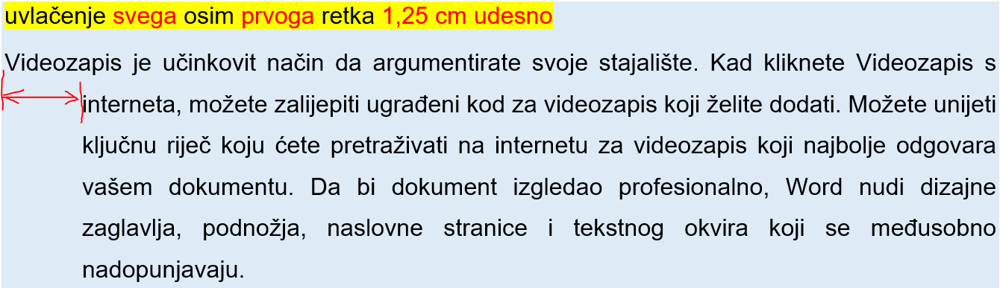 uvlačenje svega osim prvoga retka 1,25 cm udesno
Videozapis je učinkovit način da argumentirate svoje stajalište. Kad kliknete Videozapis s
interneta, možete zalijepiti ugrađeni kod za videozapis koji želite dodati. Možete unijeti
ključnu riječ koju ćete pretraživati na internetu za videozapis koji najbolje odgovara
vašem dokumentu. Da bi dokument izgledao profesionalno, Word nudi dizajne
zaglavlja, podnožja, naslovne stranice i tekstnog okvira koji se međusobno
nadopunjavaju.